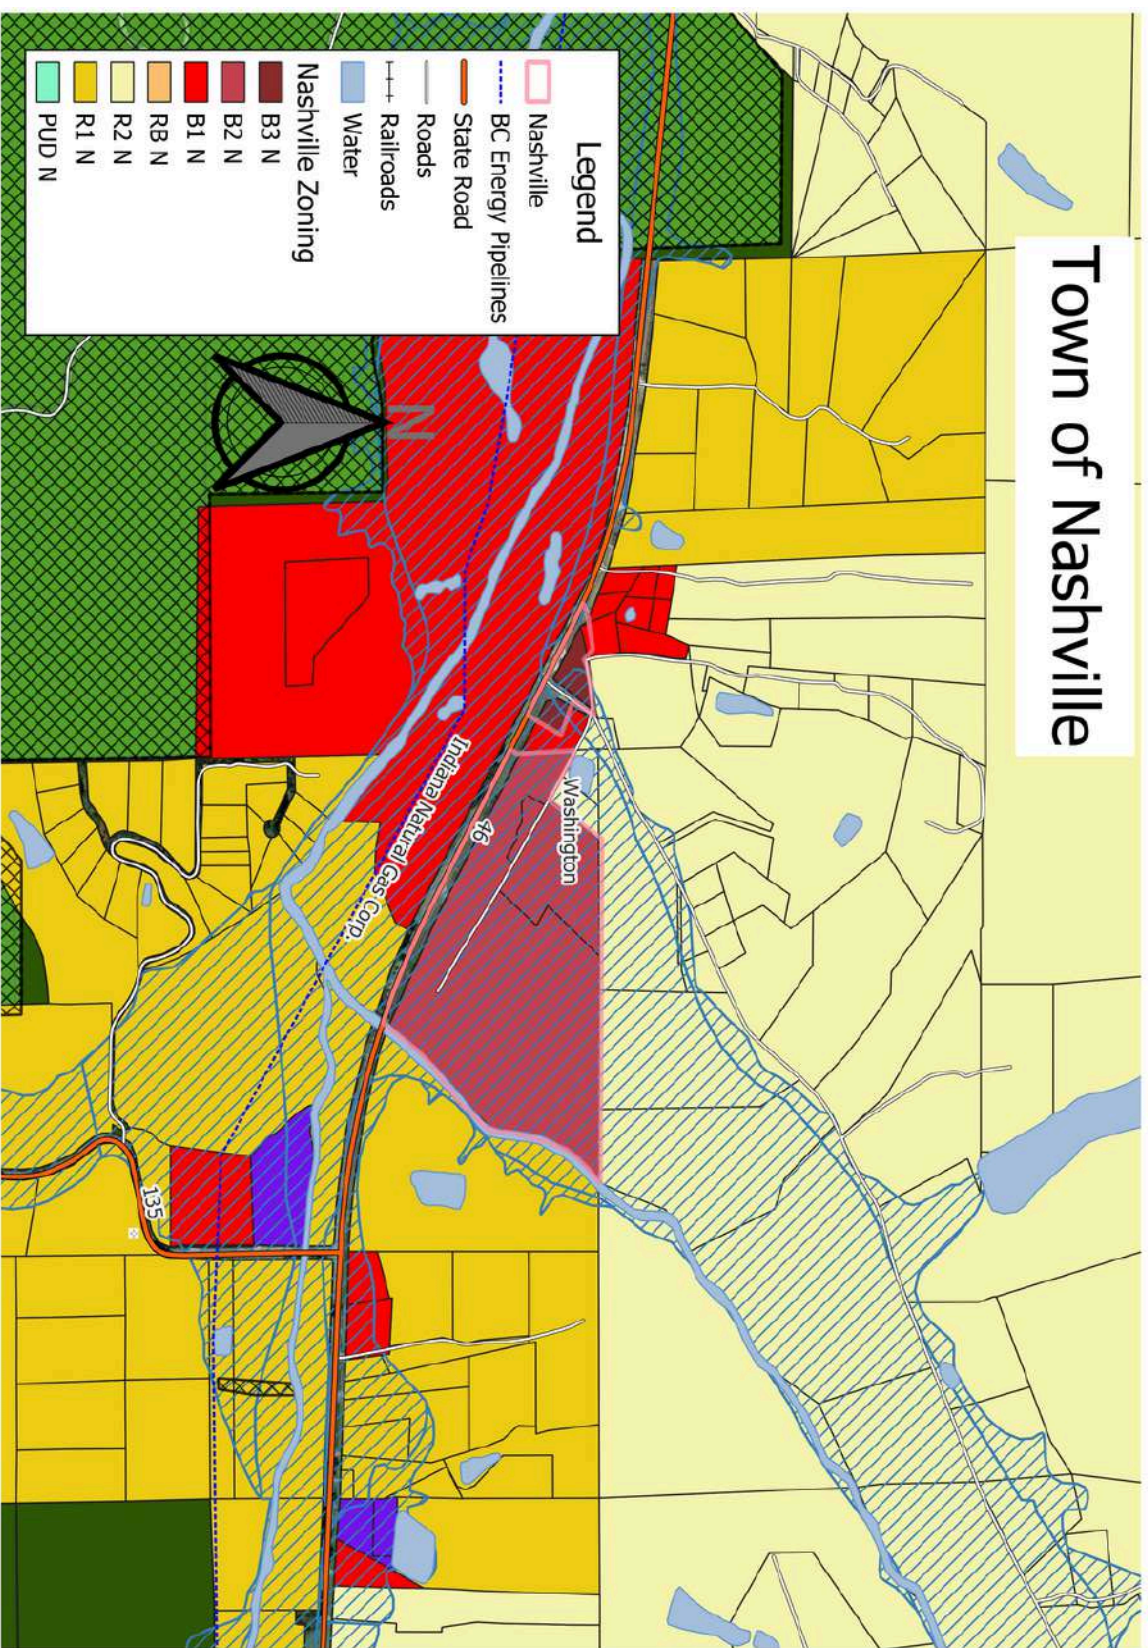 Town of Nashville
Legend
Nashville
BC Energy Pipelines
State Road
Roads
Railroads
Water
Nashville Zoning
B3 N
B2 N
B1 N
RB N
R2 N
R1 N
PUD N
N
Washington
46
Indiana Natural Gas Corp.
135